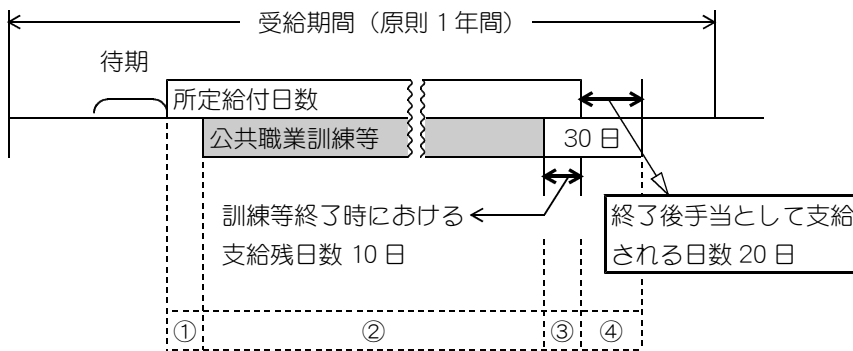 受給期間（原則１年間）
待期
所定給付日数
公共職業訓練等
30 日
訓練等終了時における
支給残日数 10 日
終了後手当として支給
される日数 20 日
① ② ③ ④